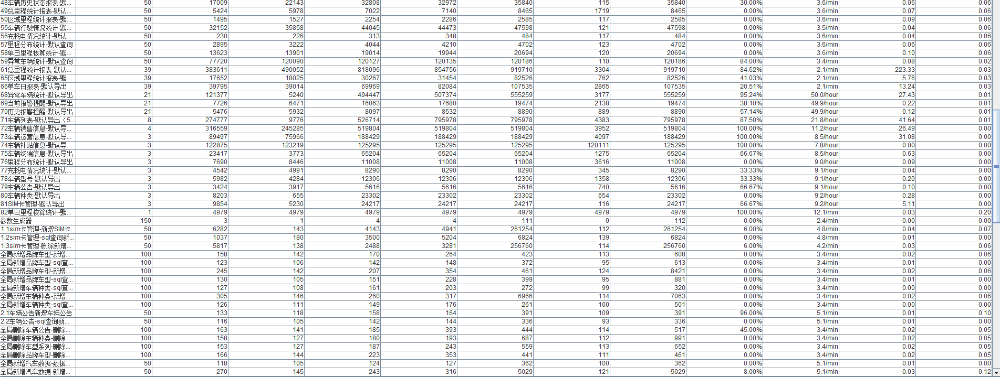 48车辆历史状态报表-默... 50 17009 22143 32808 32972 35840 115 35840 30.00% 3.6/min 0.06 0.06
49总里程统计报表-默认... 50 5424 5978 7022 7140 8465 1719 8465 0.00% 3.6/min 0.07 0.06
50区域里程统计报表-默... 50 1495 1527 2254 2286 2585 117 2585 0.00% 3.6/min 0.09 0.06
55车辆行驶情况统计-默... 50 32152 35858 44045 44473 47598 121 47598 0.00% 3.5/min 0.04 0.06
56充耗电情况统计-默认... 50 230 226 313 348 484 117 484 0.00% 3.6/min 0.04 0.06
57里程分布统计-默认查询 50 2895 3222 4044 4210 4702 123 4702 0.00% 3.6/min 0.06 0.06
58单日里程核算统计-默... 50 13623 13901 19014 19944 20694 120 20694 0.00% 3.6/min 0.10 0.06
59异常车辆统计-默认查询 50 77720 120090 120127 120135 120186 110 120186 84.00% 3.4/min 0.08 0.02
61总里程统计报表-默认... 39 383611 490052 818096 854756 919710 3304 919710 84.62% 2.1/min 223.33 0.03
65区域里程统计报表-默... 39 17652 18025 30267 31454 82526 762 82526 41.03% 2.1/min 5.76 0.03
66单车日报表-默认导出 39 39795 39014 69969 82084 107535 2865 107535 20.51% 2.1/min 13.24 0.03
68异常车辆统计-默认导出 21 121377 5240 494447 507374 555259 3177 555259 95.24% 50.0/hour 27.43 0.01
69当前报警提醒-默认导出 21 7726 6471 16063 17680 19474 2138 19474 38.10% 49.9/hour 0.22 0.01
70历史报警提醒-默认导出 21 5476 5932 8097 8532 8890 889 8890 57.14% 49.9/hour 0.12 0.01
71车辆列表-默认导出（5... 8 274777 9776 526714 795978 795978 4383 795978 87.50% 21.8/hour 41.64 0.01
72车辆销售信息-默认导... 4 316559 245285 519804 519804 519804 3952 519804 100.00% 11.2/hour 26.49 0.00
73车辆运营信息-默认导... 3 89497 75966 188429 188429 188429 4097 188429 100.00% 8.5/hour 31.08 0.00
74车辆补贴信息-默认导... 3 122875 123219 125295 125295 125295 120111 125295 100.00% 7.8/hour 0.00 0.00
75车辆终端信息-默认导出 3 23417 3773 65204 65204 65204 1275 65204 66.67% 8.5/hour 0.63 0.00
76里程分布统计-默认导出 3 7690 8446 11008 11008 11008 3616 11008 0.00% 9.0/hour 0.09 0.00
77充耗电情况统计-默认... 3 4542 4991 8290 8290 8290 345 8290 33.33% 9.1/hour 0.04 0.00
78车辆型号-默认导出 3 5982 4284 12306 12306 12306 1358 12306 33.33% 9.1/hour 0.20 0.00
79车辆公告-默认导出 3 3424 3917 5616 5616 5616 740 5616 66.67% 9.1/hour 0.10 0.00
80车辆种类-默认导出 3 8203 655 23302 23302 23302 654 23302 0.00% 9.2/hour 0.28 0.00
81SIM卡管理-默认导出 3 9854 5230 24217 24217 24217 116 24217 66.67% 9.2/hour 5.11 0.00
82单日里程核算统计-默... 1 4979 4979 4979 4979 4979 4979 4979 100.00% 12.1/min 0.03 0.20
参数生成器 150 3 1 4 4 111 0 112 0.00% 2.4/min 0.00 0.00
1.1sim卡管理-新增SIM卡 50 6282 143 4143 4941 261254 112 261254 6.00% 4.8/min 0.04 0.07
1.2sim卡管理-sql查询新... 50 1037 180 3500 5204 6824 139 6824 0.00% 4.8/min 0.01 0.00
1.3sim卡管理-删除新增... 50 5817 138 2488 3281 256760 114 256760 6.00% 4.2/min 0.03 0.06
全局新增品牌车型-新增... 100 158 142 170 264 423 113 608 0.00% 3.4/min 0.02 0.06
全局新增品牌车型-sql查... 100 123 106 142 148 372 95 613 0.00% 3.4/min 0.01 0.00
全局新增品牌车型-新增... 100 245 142 207 354 461 124 8421 0.00% 3.4/min 0.02 0.06
全局新增品牌车型-sql查... 100 130 105 151 228 399 95 881 0.00% 3.4/min 0.01 0.00
全局新增车辆种类-sql查... 100 127 108 161 203 272 99 320 0.00% 3.4/min 0.00 0.00
全局新增车辆种类-新增... 100 305 146 260 317 6966 114 7063 0.00% 3.4/min 0.02 0.06
全局新增车辆种类-sql查... 100 126 111 149 176 261 100 501 0.00% 3.4/min 0.00 0.00
2.1车辆公告新增车辆公告 50 133 118 158 164 391 109 391 96.00% 5.1/min 0.01 0.10
2.2车辆公告-sql查询新... 50 116 105 142 144 336 93 336 0.00% 5.1/min 0.01 0.00
全局删除车辆公告-删除... 100 163 141 185 393 444 114 517 45.00% 3.4/min 0.02 0.05
全局删除车辆种类-删除... 100 158 127 180 193 687 112 991 0.00% 3.4/min 0.02 0.05
全局删除车型系列-删除... 100 153 127 187 243 559 113 652 0.00% 3.4/min 0.02 0.05
全局删除品牌车型-删除... 100 166 144 223 353 441 111 461 0.00% 3.4/min 0.02 0.05
全局新增汽车数据-数据... 50 118 105 124 127 362 100 362 0.00% 5.1/min 0.01 0.00
全局新增汽车数据-新增... 50 270 145 243 316 5029 121 5029 8.00% 5.1/min 0.03 0.12